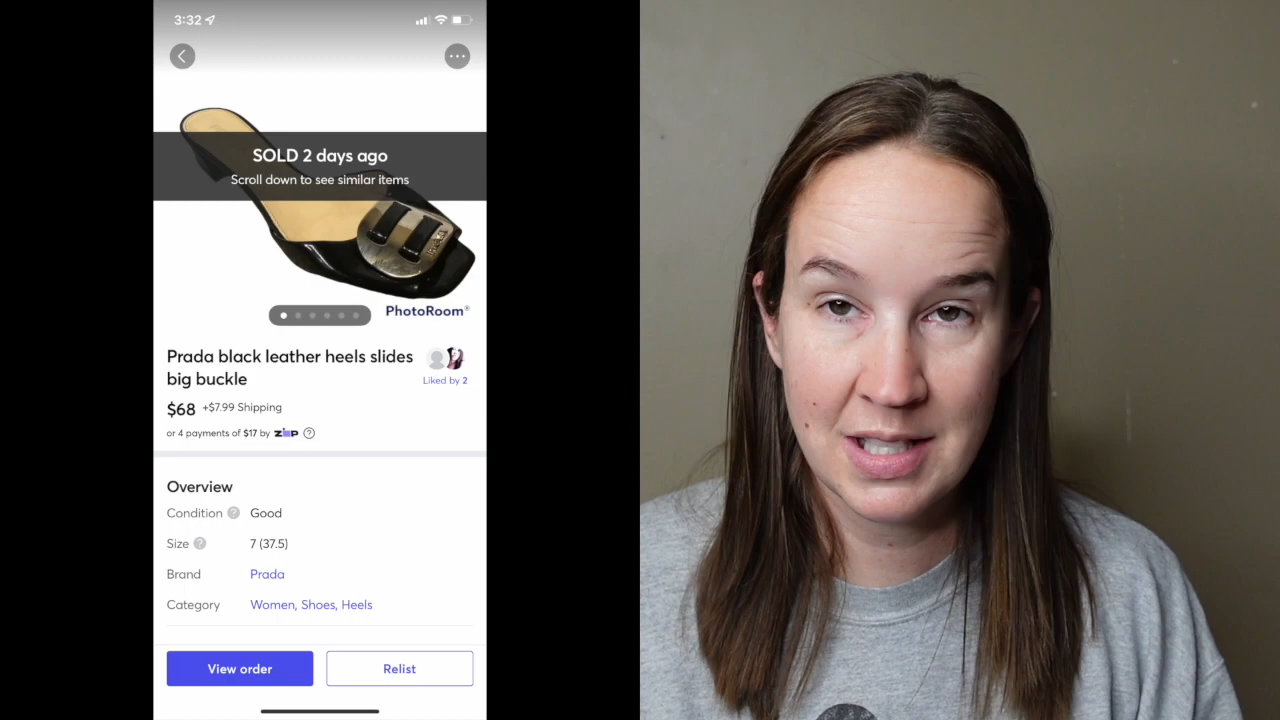 3:32
SOLD 2 days ago
Scroll down to see similar items
PhotoRoom®
Prada black leather heels slides
big buckle
Liked by 2
$68 +$7.99 Shipping
or 4 payments of $17 by ZIP ?
Overview
Condition ? Good
Size ? 7 (37.5)
Brand Prada
Category Women, Shoes, Heels
View order Relist